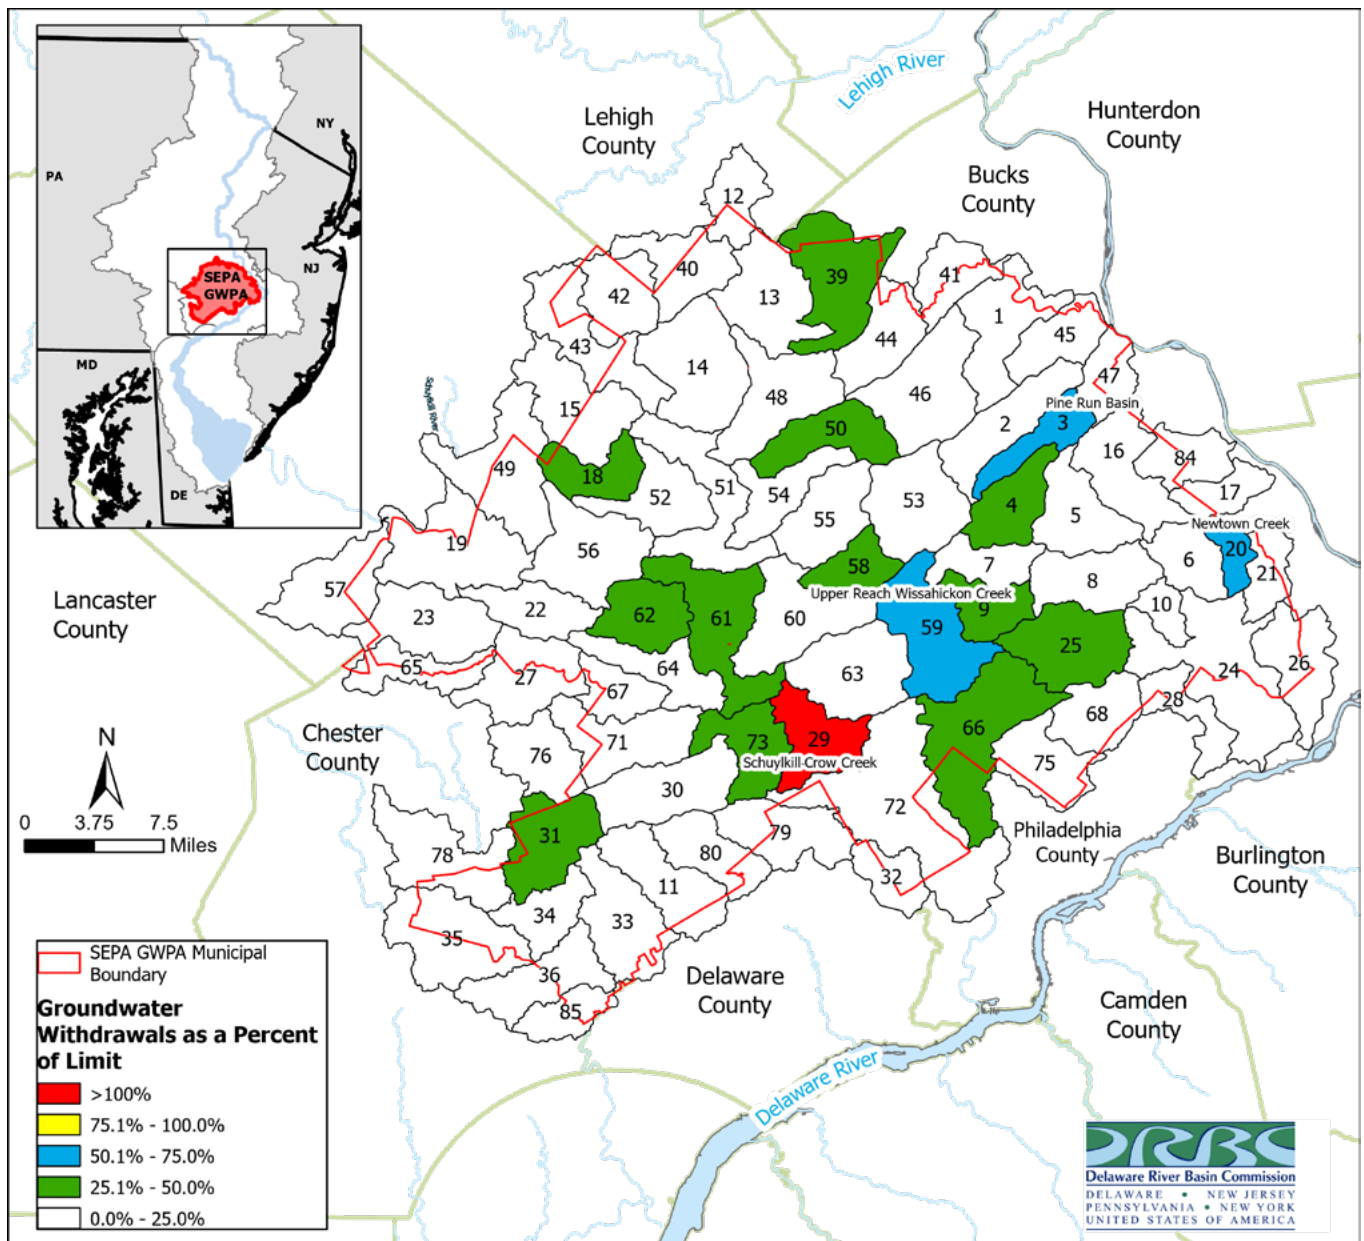 NY
PA
NJ
SEPA
GWPA
MD
DE
Lehigh River
Lehigh
County
Hunterdon
County
Bucks
County
12
40
39
41
42
13
1
44
45
43
14
46
47
48
15
Pine Run Basin
2
3
50
16
Schuylkill River
49
18
84
51
52
54
53
17
4
5
55
Newtown Creek
19
56
20
58
7
6
21
57
8
Upper Reach Wissahickon Creek
Lancaster
County
22
10
23
62
61
60
9
59
25
65
64
63
24
26
27
67
28
68
66
Chester
County
N
71
73
29
76
75
Schuylkill-Crow Creek
30
72
0 3.75 7.5
Miles
31
79
Philadelphia
County
78
80
32
Burlington
County
11
34
33
35
36
85
Delaware
County
Camden
County
Delaware River
SEPA GWPA Municipal
Boundary
Groundwater
Withdrawals as a Percent
of Limit
>100%
75.1% - 100.0%
50.1% - 75.0%
25.1% - 50.0%
0.0% - 25.0%
DRBC
Delaware River Basin Commission
DELAWARE • NEW JERSEY
PENNSYLVANIA • NEW YORK
UNITED STATES OF AMERICA